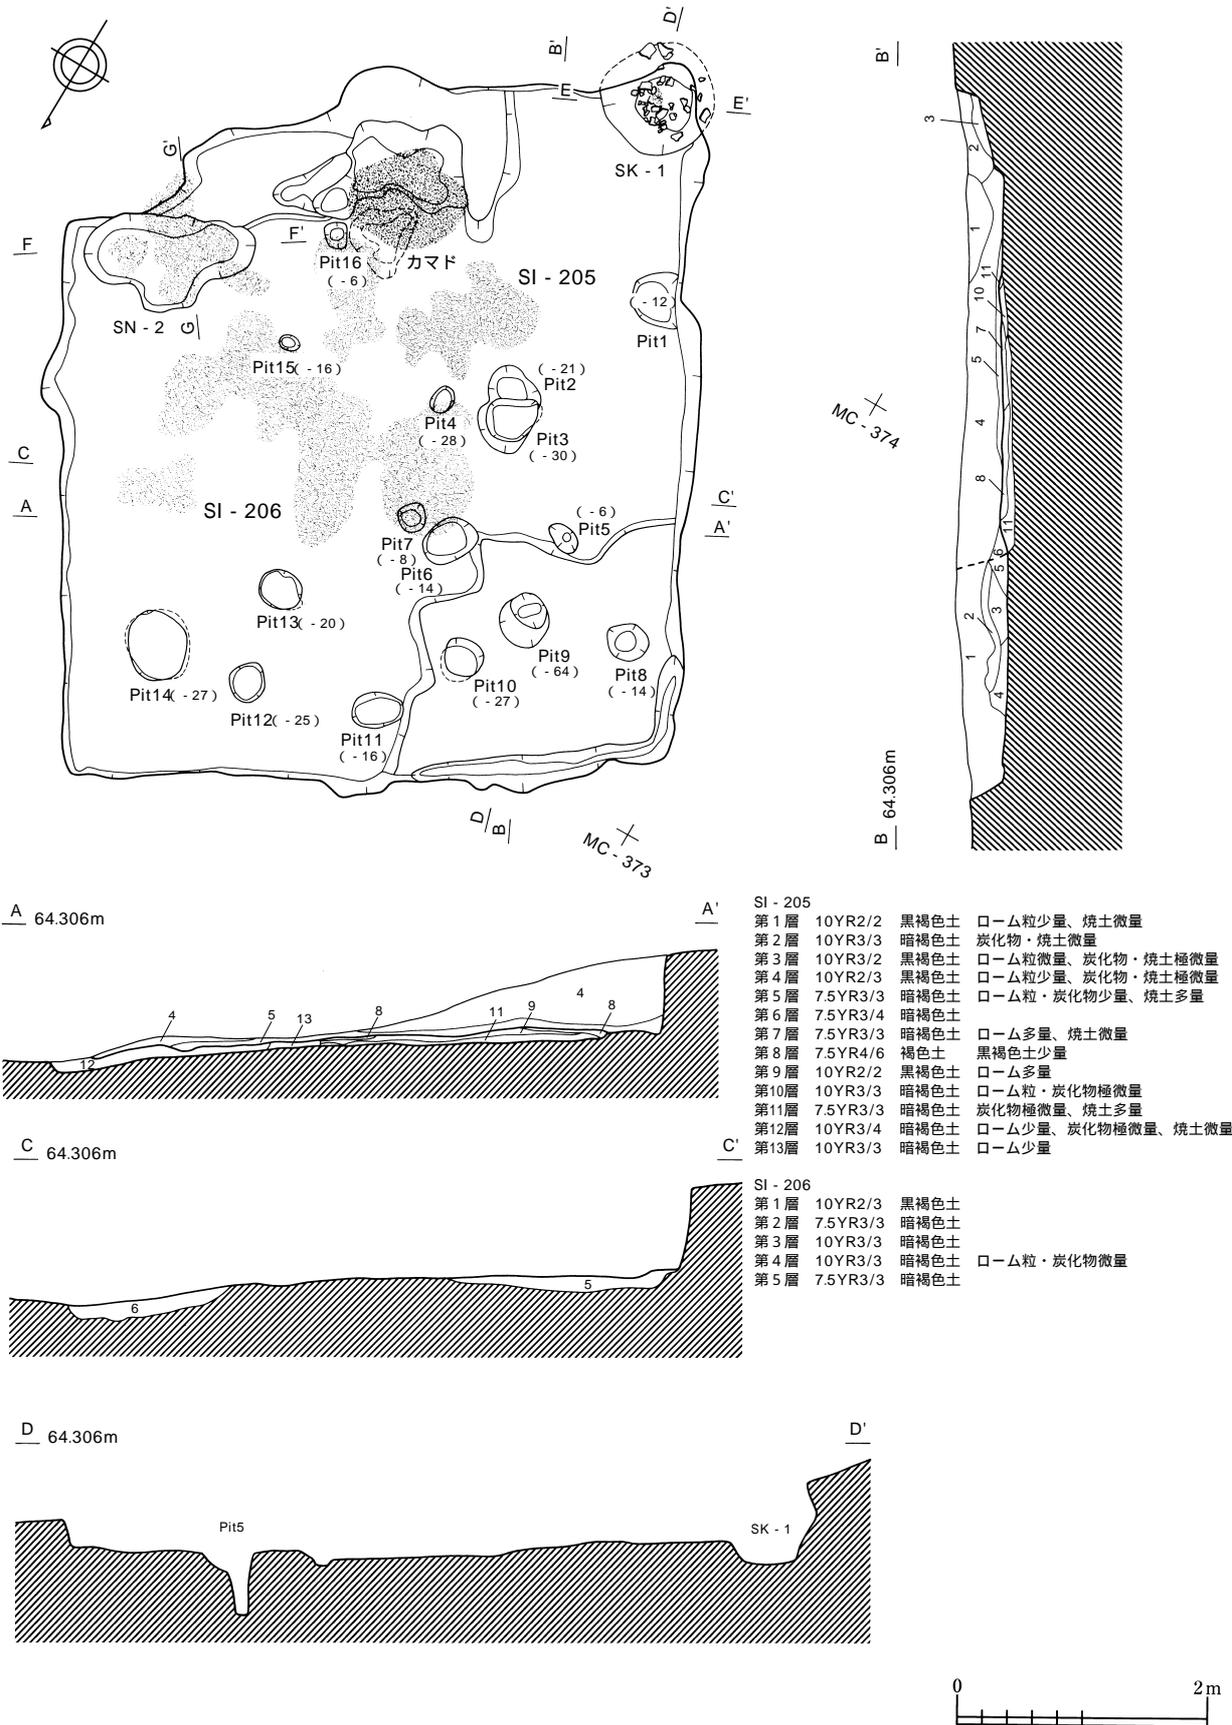 D'
B'
E
E'
G'
SK - 1
F
F'
Pit16
( - 6)
カマド
SI - 205
( - 12)
Pit1
SN - 2
G
Pit15( - 16)
( - 21)
Pit2
Pit4
( - 28)
Pit3
( - 30)
C
A
SI - 206
C'
A'
( - 6)
Pit5
Pit7
( - 8)
Pit6
( - 14)
Pit13( - 20)
Pit9
( - 64)
Pit8
( - 14)
Pit14( - 27)
Pit10
( - 27)
Pit12( - 25)
Pit11
( - 16)
D
B
MC - 373
MC - 374
B'
3
2
1
11
10
7
5
4
8
11
6
5
3
2
1
4
B 64.306m
A 64.306m
A'
4
5
13
8
11
9
4
8
12
C 64.306m
C'
6
5
D 64.306m
D'
Pit5
SK - 1
SI - 205
第1層 10YR2/2 黒褐色土 ローム粒少量、焼土微量
第2層 10YR3/3 暗褐色土 炭化物・焼土微量
第3層 10YR3/2 黒褐色土 ローム粒微量、炭化物・焼土極微量
第4層 10YR2/3 黒褐色土 ローム粒少量、炭化物・焼土極微量
第5層 7.5YR3/3 暗褐色土 ローム粒・炭化物少量、焼土多量
第6層 7.5YR3/4 暗褐色土
第7層 7.5YR3/3 暗褐色土 ローム多量、焼土微量
第8層 7.5YR4/6 褐色土 黒褐色土少量
第9層 10YR2/2 黒褐色土 ローム多量
第10層 10YR3/3 暗褐色土 ローム粒・炭化物極微量
第11層 7.5YR3/3 暗褐色土 炭化物極微量、焼土多量
第12層 10YR3/4 暗褐色土 ローム少量、炭化物極微量、焼土微量
第13層 10YR3/3 暗褐色土 ローム少量
SI - 206
第1層 10YR2/3 黒褐色土
第2層 7.5YR3/3 暗褐色土
第3層 10YR3/3 暗褐色土
第4層 10YR3/3 暗褐色土 ローム粒・炭化物微量
第5層 7.5YR3/3 暗褐色土
0 2m